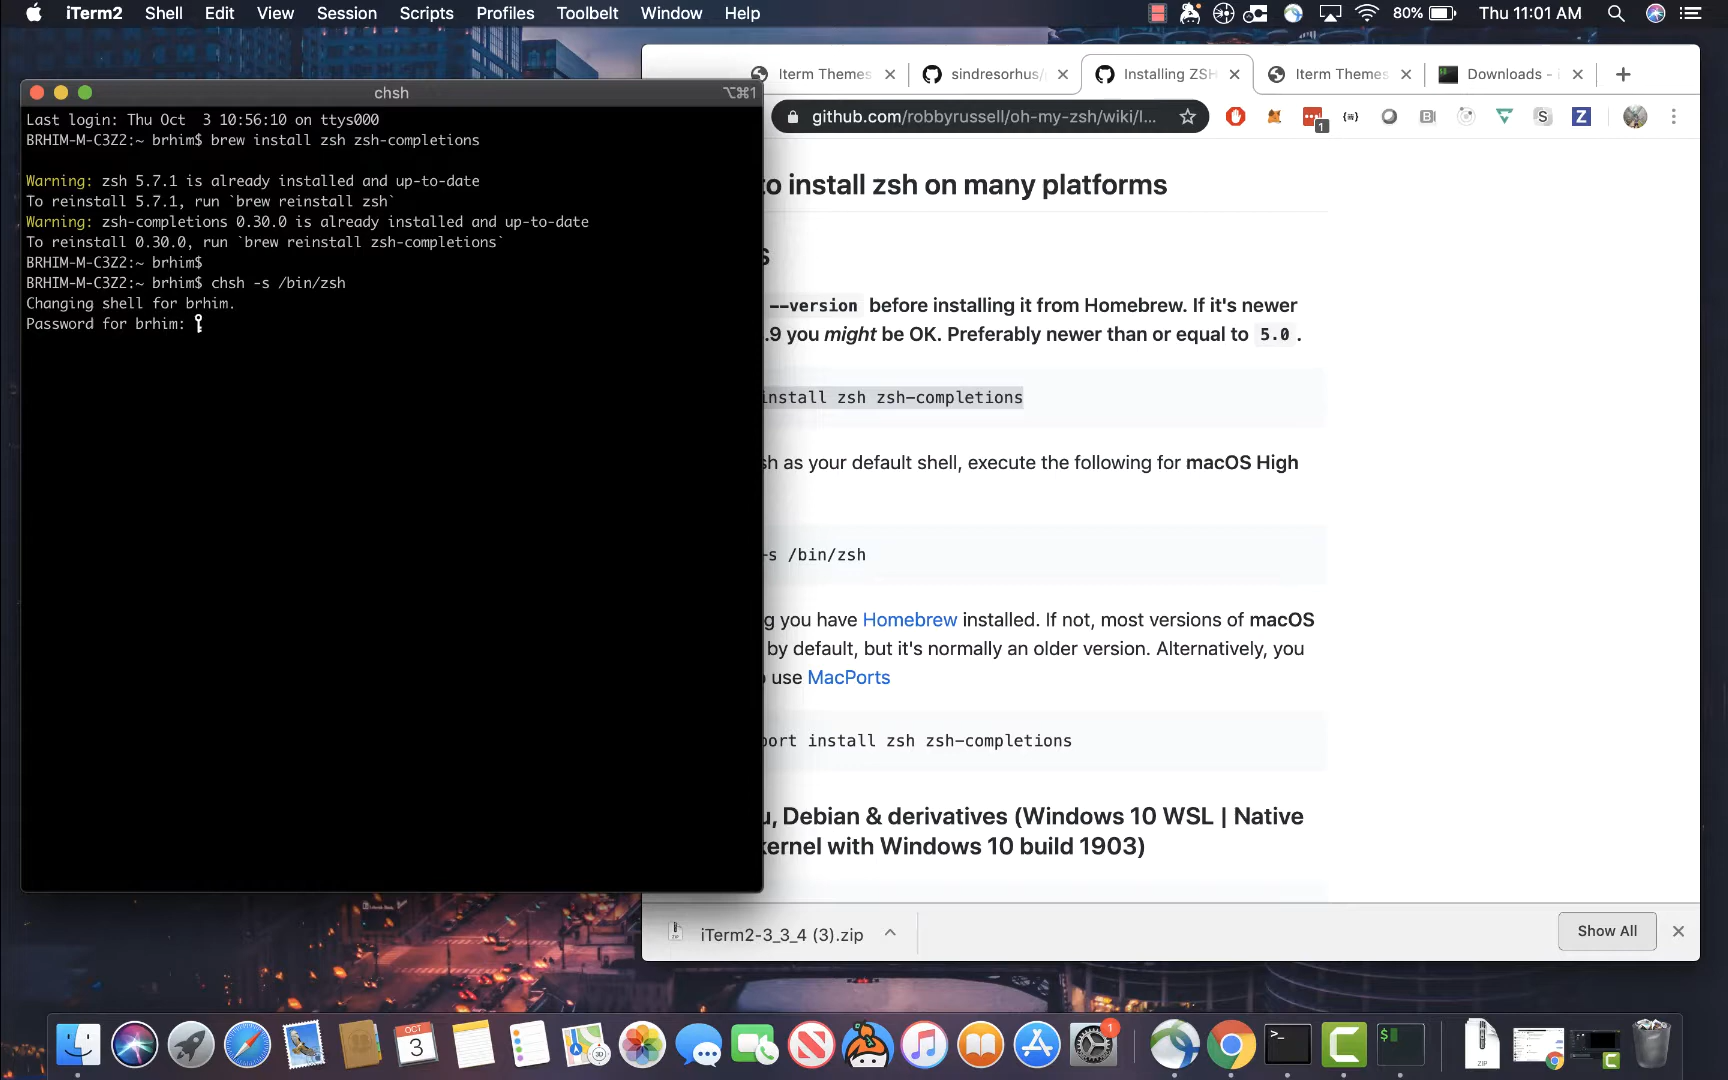 iTerm2 Shell Edit View Session Scripts Profiles Toolbelt Window Help 80% Thu 11:01 AM
chsh ⌥⌘1
Last login: Thu Oct  3 10:56:10 on ttys000
BRHIM-M-C3Z2:~ brhim$ brew install zsh zsh-completions
Warning: zsh 5.7.1 is already installed and up-to-date
To reinstall 5.7.1, run `brew reinstall zsh`
Warning: zsh-completions 0.30.0 is already installed and up-to-date
To reinstall 0.30.0, run `brew reinstall zsh-completions`
BRHIM-M-C3Z2:~ brhim$
BRHIM-M-C3Z2:~ brhim$ chsh -s /bin/zsh
Changing shell for brhim.
Password for brhim:
Iterm Themes sindresorhus/ Installing ZSH Iterm Themes Downloads -
github.com/robbyrussell/oh-my-zsh/wiki/I... 1 S Z
to install zsh on many platforms
--version before installing it from Homebrew. If it's newer
.9 you might be OK. Preferably newer than or equal to 5.0 .
install zsh zsh-completions
sh as your default shell, execute the following for macOS High
-s /bin/zsh
g you have Homebrew installed. If not, most versions of macOS
by default, but it's normally an older version. Alternatively, you
use MacPorts
port install zsh zsh-completions
u, Debian & derivatives (Windows 10 WSL | Native
kernel with Windows 10 build 1903)
iTerm2-3_3_4 (3).zip Show All
OCT
3
1
ZIP